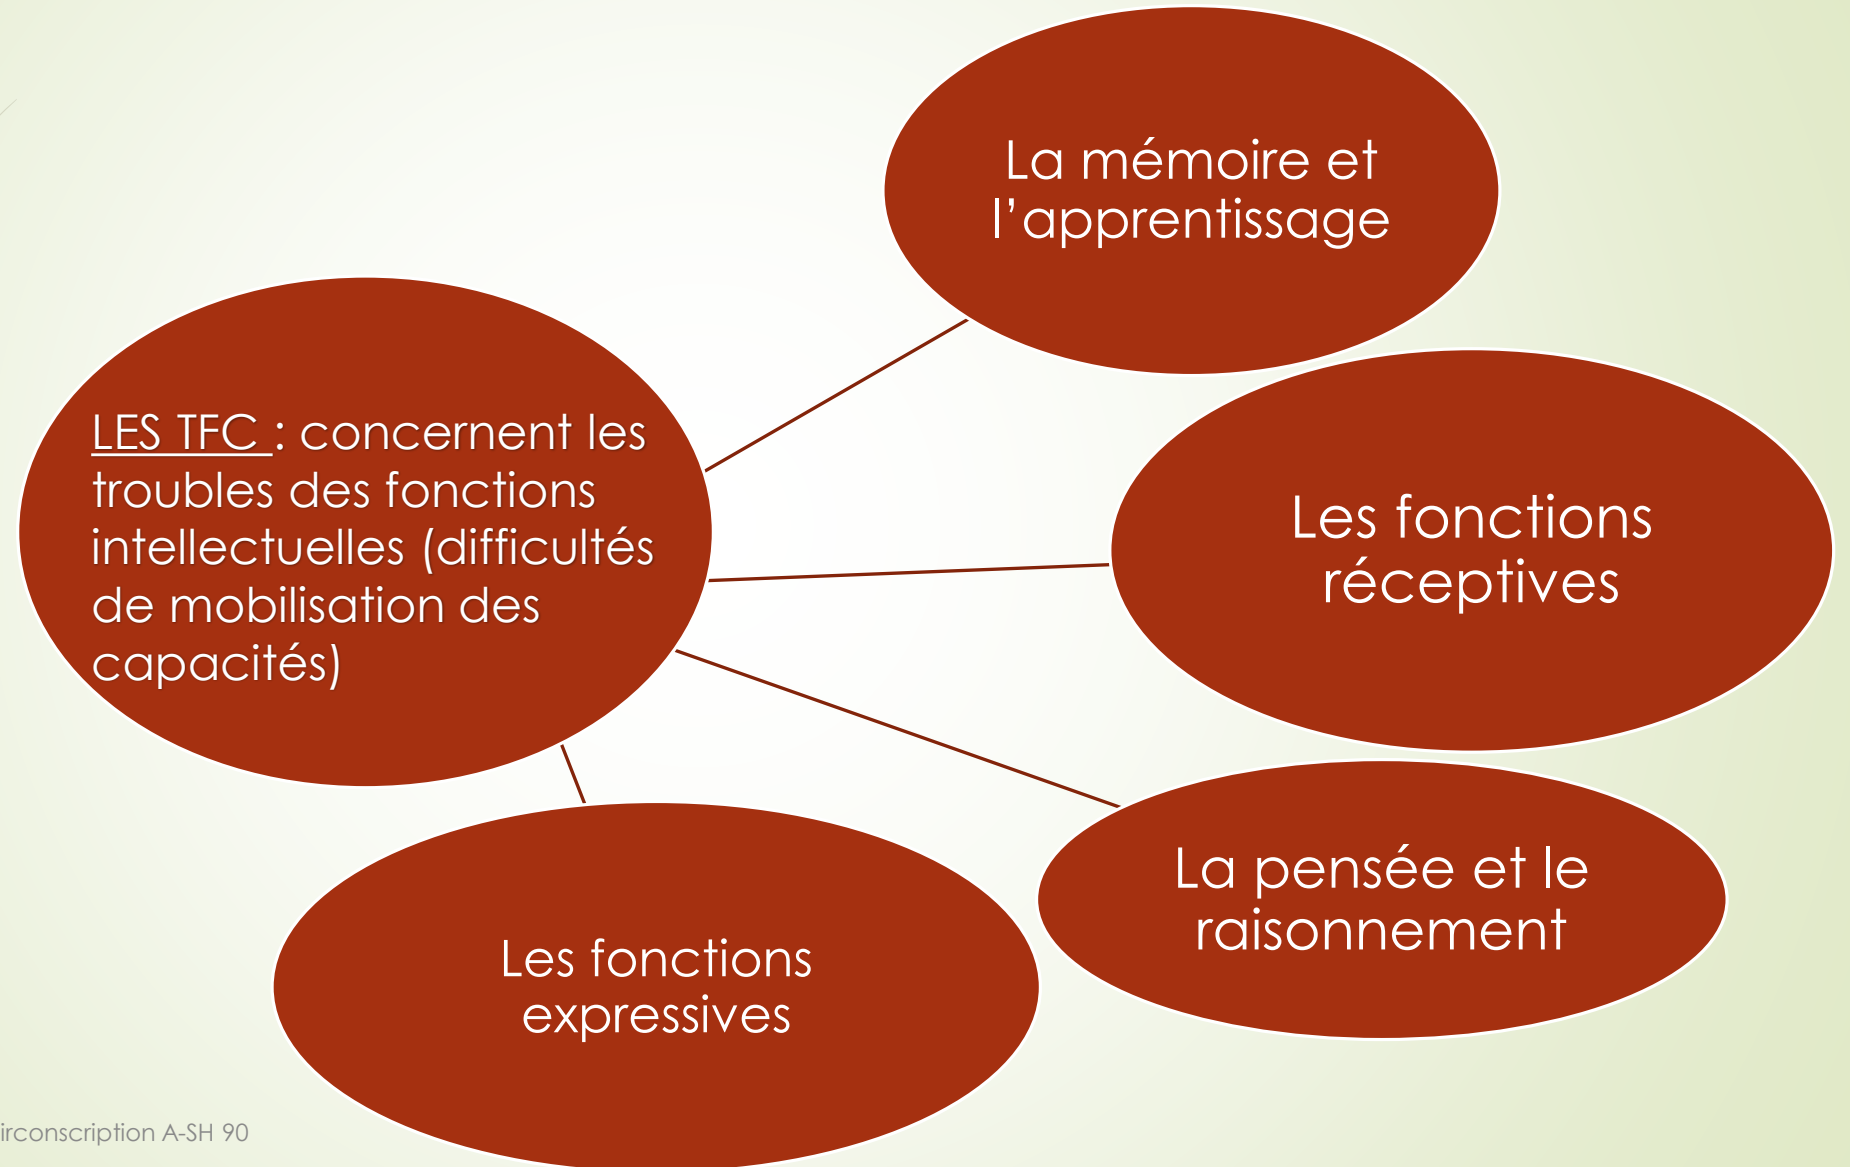 La mémoire et
l’apprentissage
LES TFC : concernent les
troubles des fonctions
intellectuelles (difficultés
de mobilisation des
capacités)
Les fonctions
réceptives
La pensée et le
raisonnement
Les fonctions
expressives
irconscription A-SH 90